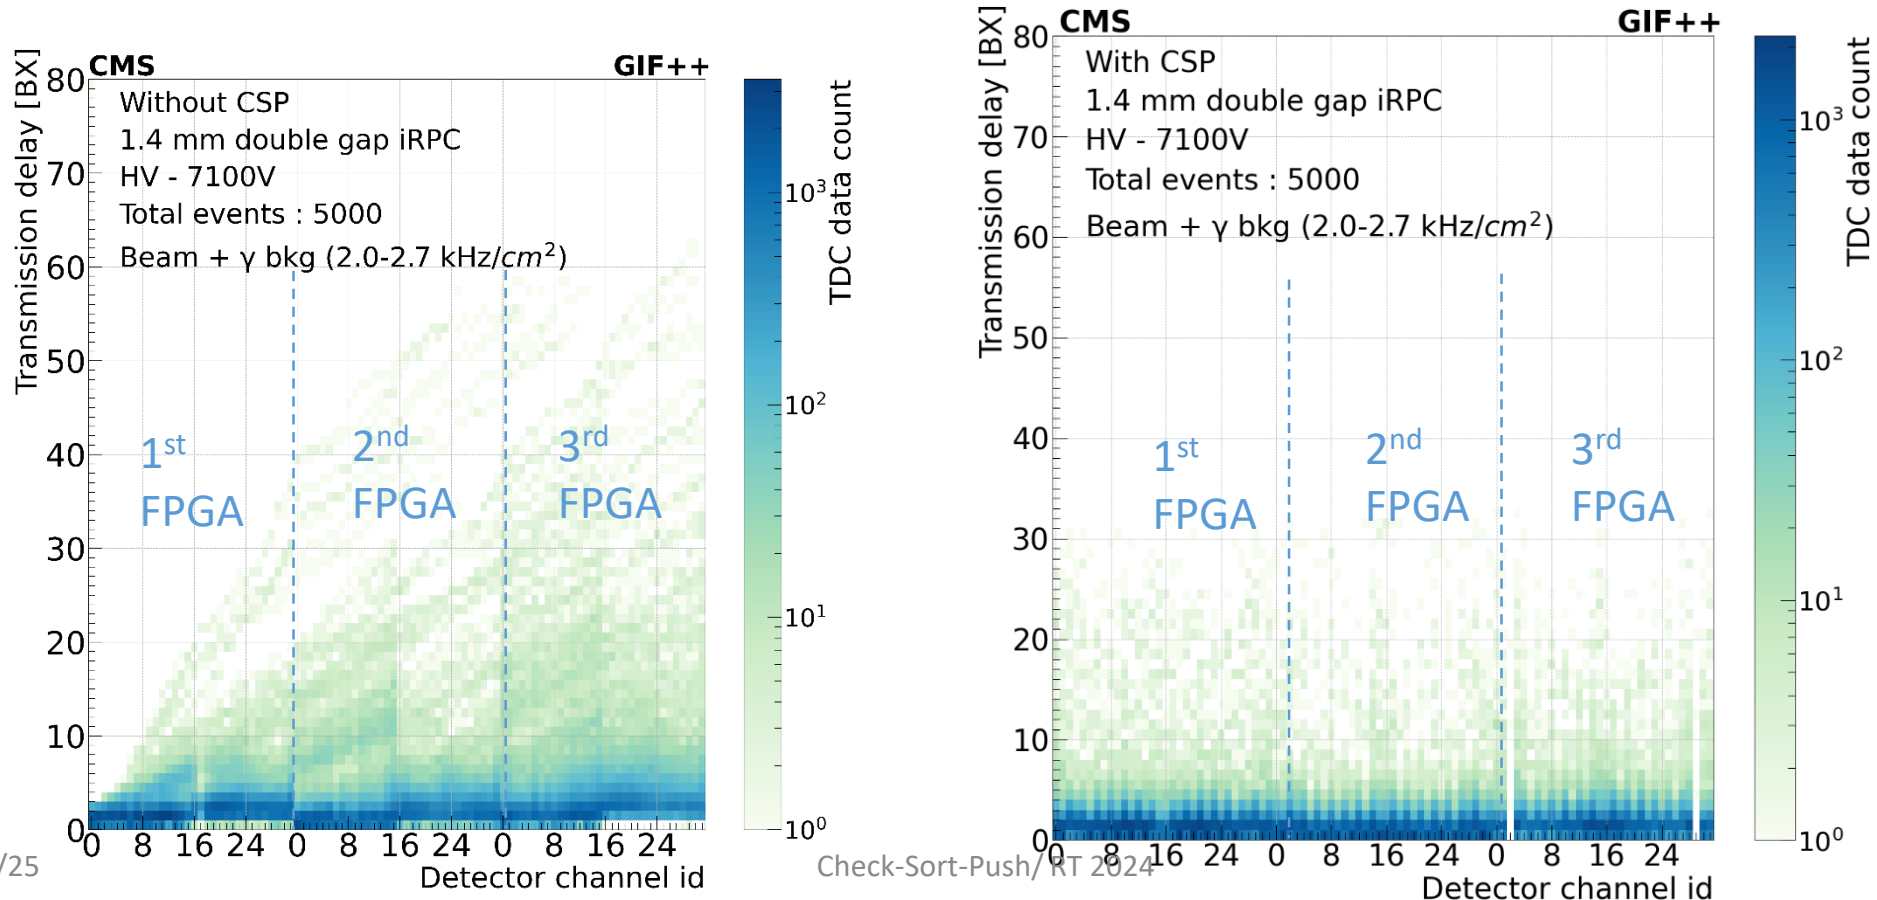 CMS GIF++
Without CSP
1.4 mm double gap iRPC
HV - 7100V
Total events : 5000
Beam + γ bkg (2.0-2.7 kHz/cm²)
Transmission delay [BX]
80
70
60
50
40
30
20
10
0
1st
FPGA
2nd
FPGA
3rd
FPGA
0 8 16 24 0 8 16 24 0 8 16 24
Detector channel id
TDC data count
10³
10²
10¹
10⁰
CMS GIF++
With CSP
1.4 mm double gap iRPC
HV - 7100V
Total events : 5000
Beam + γ bkg (2.0-2.7 kHz/cm²)
Transmission delay [BX]
80
70
60
50
40
30
20
10
0
1st
FPGA
2nd
FPGA
3rd
FPGA
0 8 16 24 0 8 16 24 0 8 16 24
Detector channel id
TDC data count
10³
10²
10¹
10⁰
/25
Check-Sort-Push/ RT 2024